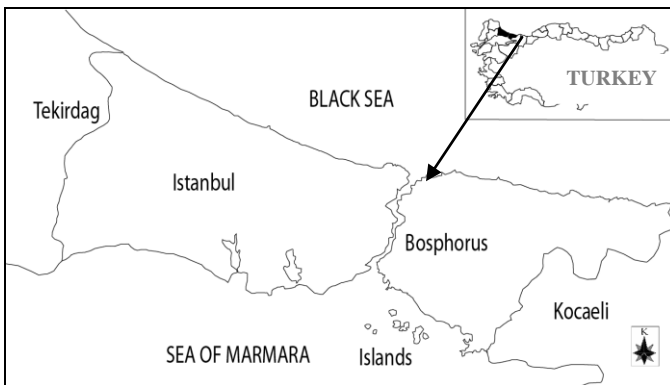 TURKEY
BLACK SEA
Tekirdag
Istanbul
Bosphorus
Kocaeli
K
SEA OF MARMARA
Islands